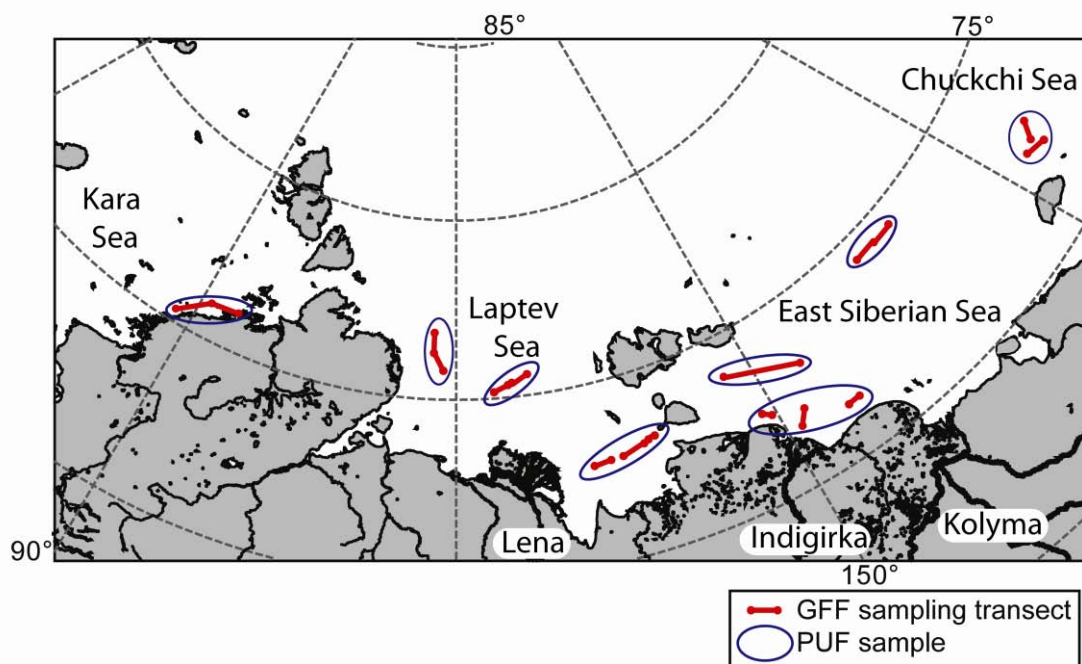 85°
75°
Chuckchi Sea
Kara
Sea
Laptev
Sea
East Siberian Sea
Lena
Indigirka
Kolyma
90°
150°
GFF sampling transect
PUF sample